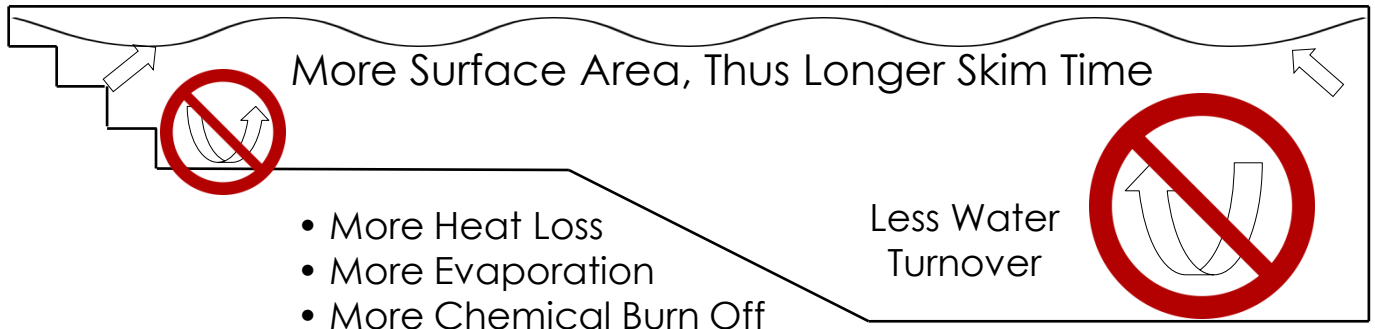 More Surface Area, Thus Longer Skim Time
Less Water
Turnover
• More Heat Loss
• More Evaporation
• More Chemical Burn Off